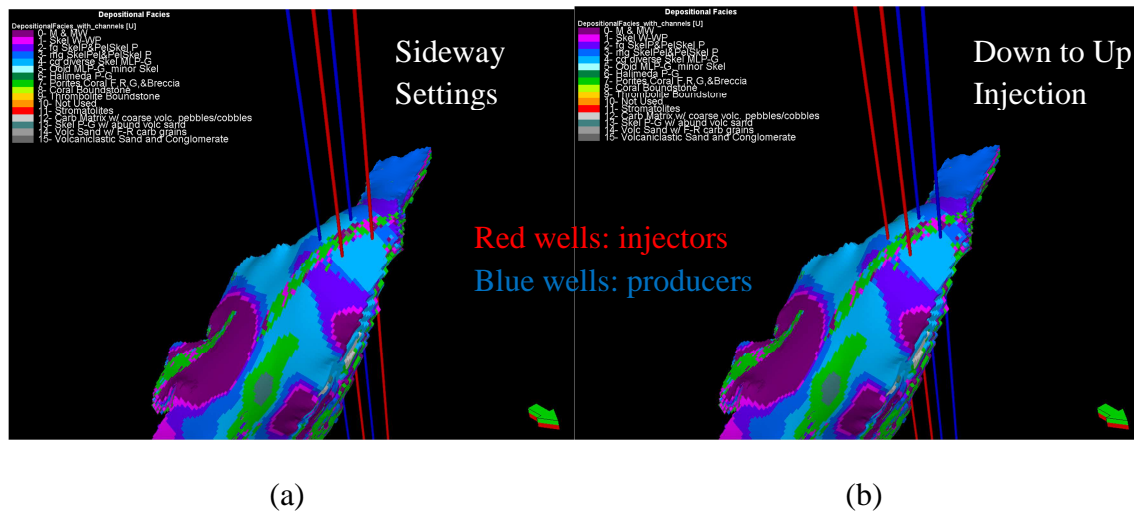 Depositional Facies
DepositionalFacies_with_channels [U]
0- M & MW
1- Skel W-WP
2- fg SkelP&PelSkel P
3- mg SkelPel&PelSkel P
4- cg diverse Skel MLP-G
5- Ooid MLP-G_minor Skel
6- Halimeda P-G
7- Porites Coral F,R,G,&Breccia
8- Coral Boundstone
9- Thrombolite Boundstone
10- Not Used
11- Stromatolites
12- Carb Matrix w/ coarse volc. pebbles/cobbles
13- Skel P-G w/ abund volc sand
14- Volc Sand w/ F-R carb grains
15- Volcaniclastic Sand and Conglomerate
Sideway
Settings
Depositional Facies
DepositionalFacies_with_channels [U]
0- M & MW
1- Skel W-WP
2- fg SkelP&PelSkel P
3- mg SkelPel&PelSkel P
4- cg diverse Skel MLP-G
5- Ooid MLP-G_minor Skel
6- Halimeda P-G
7- Porites Coral F,R,G,&Breccia
8- Coral Boundstone
9- Thrombolite Boundstone
10- Not Used
11- Stromatolites
12- Carb Matrix w/ coarse volc. pebbles/cobbles
13- Skel P-G w/ abund volc sand
14- Volc Sand w/ F-R carb grains
15- Volcaniclastic Sand and Conglomerate
Down to Up
Injection
Red wells: injectors
Blue wells: producers
(a)
(b)